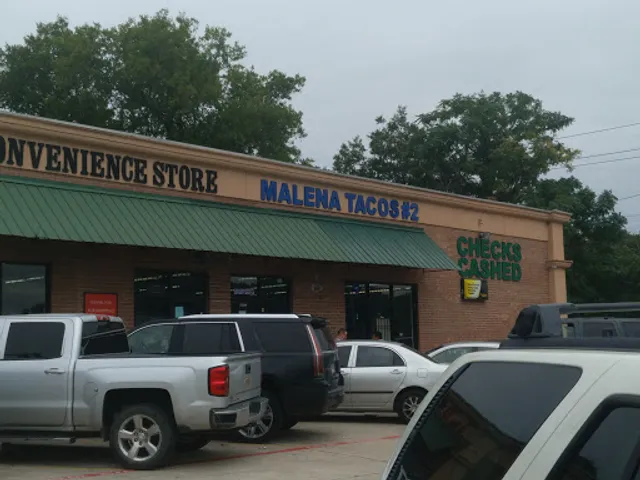 ONVENIENCE STORE
MALENA TACOS #2
CHECKS
CASHED